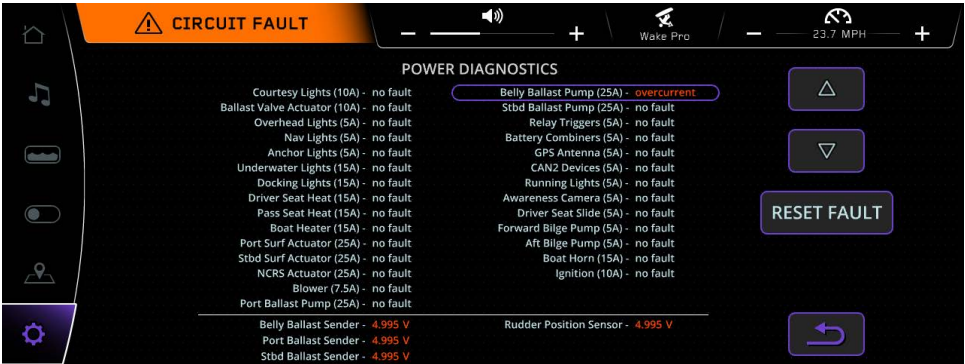 CIRCUIT FAULT
Wake Pro
23.7 MPH
POWER DIAGNOSTICS
Courtesy Lights (10A) - no fault
Ballast Valve Actuator (10A) - no fault
Overhead Lights (5A) - no fault
Nav Lights (5A) - no fault
Anchor Lights (5A) - no fault
Underwater Lights (15A) - no fault
Docking Lights (15A) - no fault
Driver Seat Heat (15A) - no fault
Pass Seat Heat (15A) - no fault
Boat Heater (15A) - no fault
Port Surf Actuator (25A) - no fault
Stbd Surf Actuator (25A) - no fault
NCRS Actuator (25A) - no fault
Blower (7.5A) - no fault
Port Ballast Pump (25A) - no fault
Belly Ballast Pump (25A) - overcurrent
Stbd Ballast Pump (25A) - no fault
Relay Triggers (5A) - no fault
Battery Combiners (5A) - no fault
GPS Antenna (5A) - no fault
CAN2 Devices (5A) - no fault
Running Lights (5A) - no fault
Awareness Camera (5A) - no fault
Driver Seat Slide (5A) - no fault
Forward Bilge Pump (5A) - no fault
Aft Bilge Pump (5A) - no fault
Boat Horn (15A) - no fault
Ignition (10A) - no fault
Belly Ballast Sender - 4.995 V
Port Ballast Sender - 4.995 V
Stbd Ballast Sender - 4.995 V
Rudder Position Sensor - 4.995 V
RESET FAULT